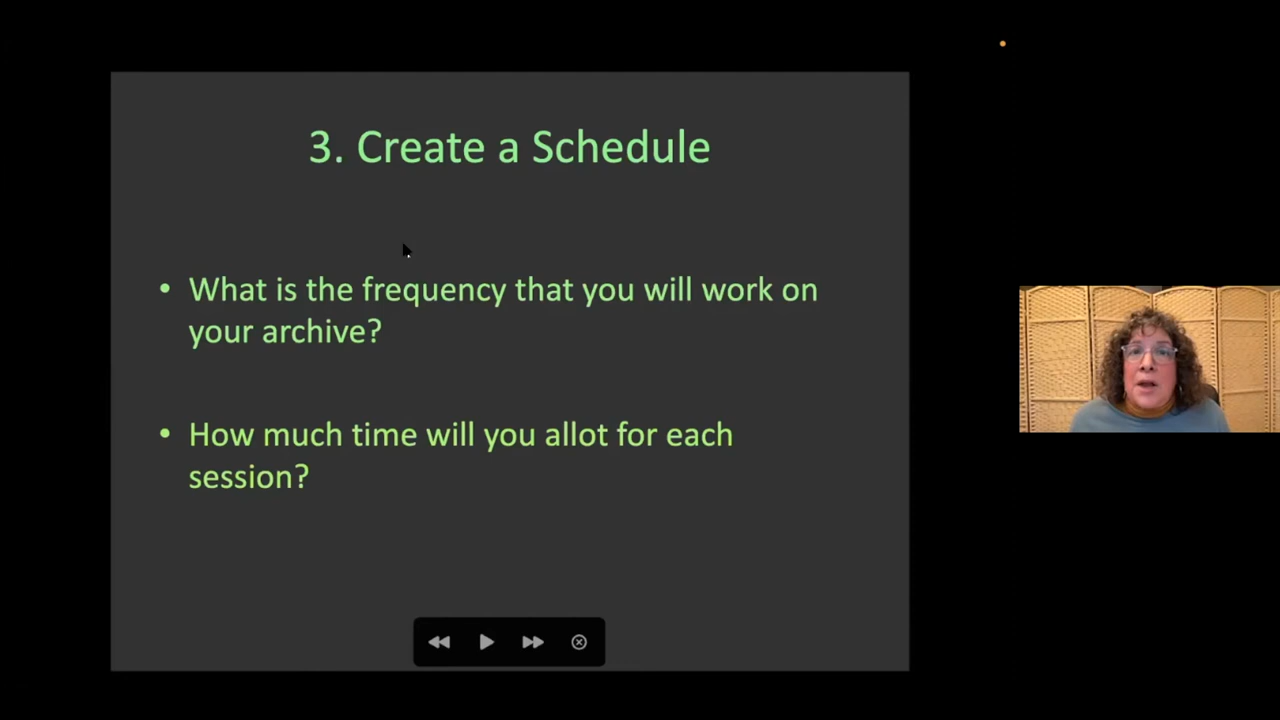 3. Create a Schedule
• What is the frequency that you will work on
your archive?
• How much time will you allot for each
session?